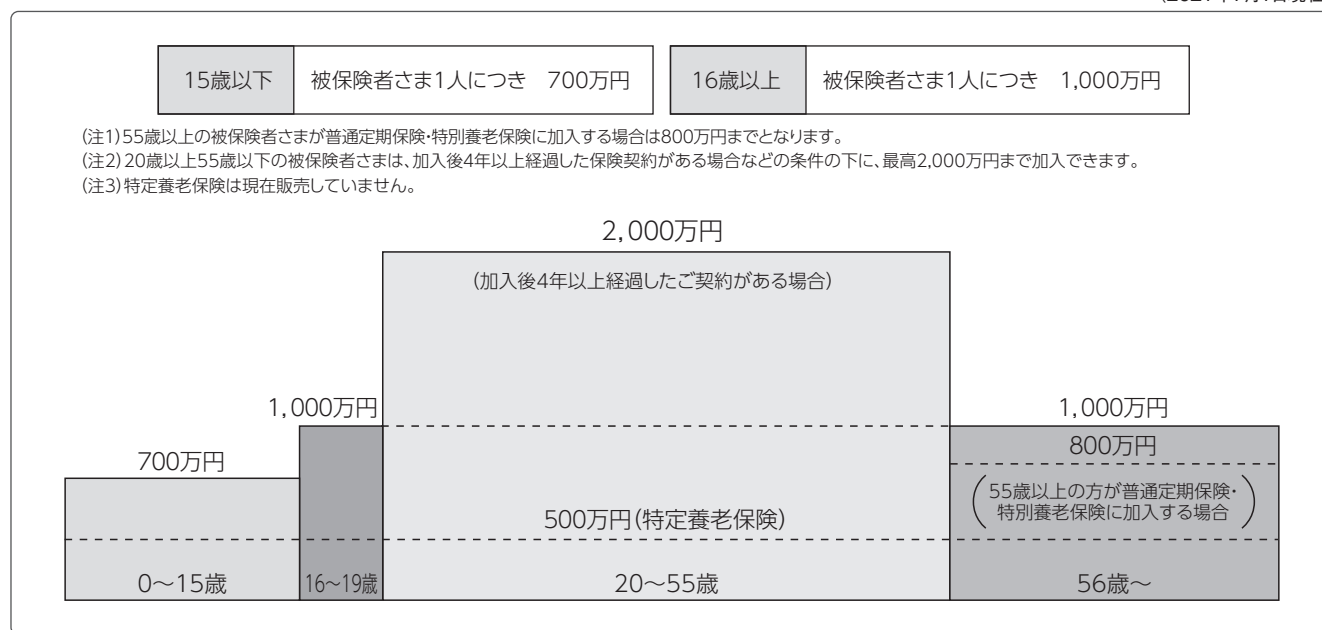 15歳以下 被保険者さま1人につき 700万円 16歳以上 被保険者さま1人につき 1,000万円
(注1)55歳以上の被保険者さまが普通定期保険・特別養老保険に加入する場合は800万円までとなります。
(注2)20歳以上55歳以下の被保険者さまは、加入後4年以上経過した保険契約がある場合などの条件の下に、最高2,000万円まで加入できます。
(注3)特定養老保険は現在販売していません。
2,000万円
(加入後4年以上経過したご契約がある場合)
1,000万円
1,000万円
700万円
800万円
(55歳以上の方が普通定期保険・
特別養老保険に加入する場合)
500万円(特定養老保険)
0〜15歳 16〜19歳 20〜55歳 56歳〜